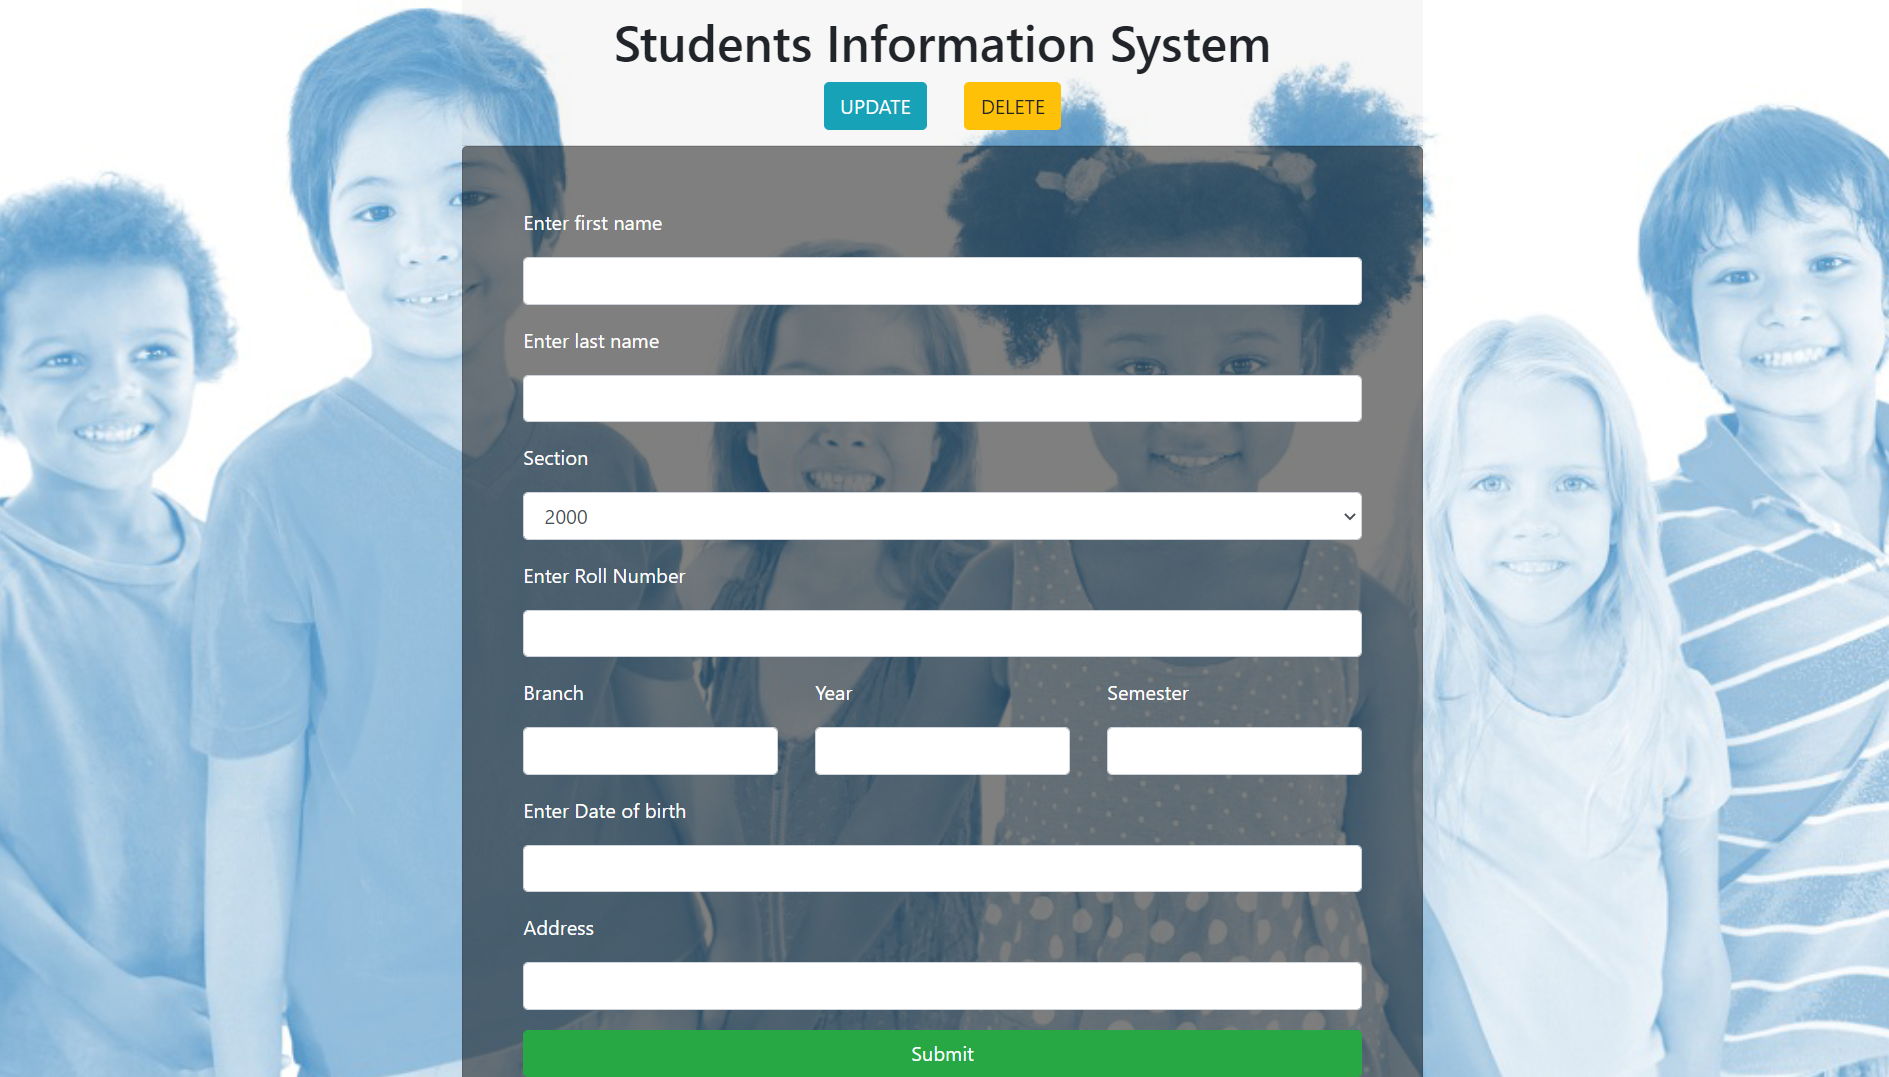 Students Information System
UPDATE DELETE
Enter first name
Enter last name
Section
2000
Enter Roll Number
Branch Year Semester
Enter Date of birth
Address
Submit